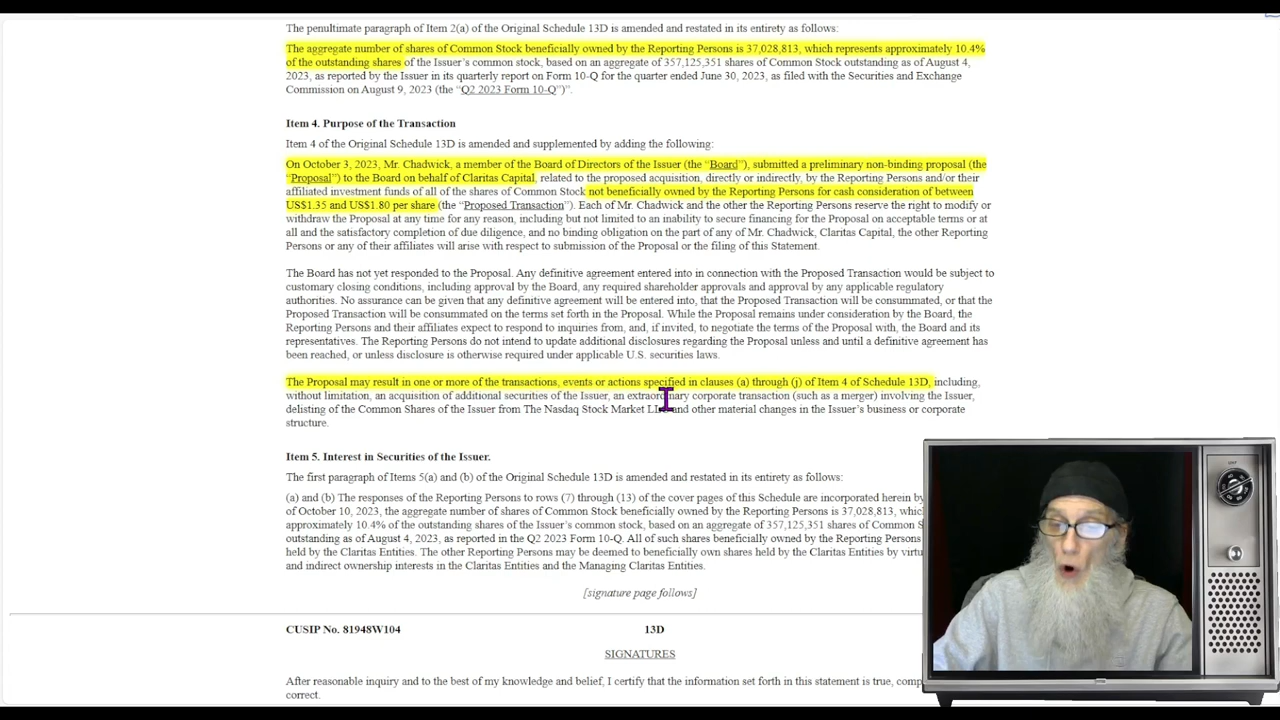 The penultimate paragraph of Item 2(a) of the Original Schedule 13D is amended and restated in its entirety as follows:
The aggregate number of shares of Common Stock beneficially owned by the Reporting Persons is 37,028,813, which represents approximately 10.4%
of the outstanding shares of the Issuer's common stock, based on an aggregate of 357,125,351 shares of Common Stock outstanding as of August 4,
2023, as reported by the Issuer in its quarterly report on Form 10-Q for the quarter ended June 30, 2023, as filed with the Securities and Exchange
Commission on August 9, 2023 (the “Q2 2023 Form 10-Q”)”.
Item 4. Purpose of the Transaction
Item 4 of the Original Schedule 13D is amended and supplemented by adding the following:
On October 3, 2023, Mr. Chadwick, a member of the Board of Directors of the Issuer (the “Board”), submitted a preliminary non-binding proposal (the
“Proposal”) to the Board on behalf of Claritas Capital, related to the proposed acquisition, directly or indirectly, by the Reporting Persons and/or their
affiliated investment funds of all of the shares of Common Stock not beneficially owned by the Reporting Persons for cash consideration of between
US$1.35 and US$1.80 per share (the “Proposed Transaction”). Each of Mr. Chadwick and the other the Reporting Persons reserve the right to modify or
withdraw the Proposal at any time for any reason, including but not limited to an inability to secure financing for the Proposal on acceptable terms or at
all and the satisfactory completion of due diligence, and no binding obligation on the part of any of Mr. Chadwick, Claritas Capital, the other Reporting
Persons or any of their affiliates will arise with respect to submission of the Proposal or the filing of this Statement.
The Board has not yet responded to the Proposal. Any definitive agreement entered into in connection with the Proposed Transaction would be subject to
customary closing conditions, including approval by the Board, any required shareholder approvals and approval by any applicable regulatory
authorities. No assurance can be given that any definitive agreement will be entered into, that the Proposed Transaction will be consummated, or that the
Proposed Transaction will be consummated on the terms set forth in the Proposal. While the Proposal remains under consideration by the Board, the
Reporting Persons and their affiliates expect to respond to inquiries from, and, if invited, to negotiate the terms of the Proposal with, the Board and its
representatives. The Reporting Persons do not intend to update additional disclosures regarding the Proposal unless and until a definitive agreement has
been reached, or unless disclosure is otherwise required under applicable U.S. securities laws.
The Proposal may result in one or more of the transactions, events or actions specified in clauses (a) through (j) of Item 4 of Schedule 13D, including,
without limitation, an acqusition of additional securities of the Issuer, an extraordinary corporate transaction (such as a merger) involving the Issuer,
delisting of the Common Shares of the Issuer from The Nasdaq Stock Market and other material changes in the Issuer's business or corporate
structure.
Item 5. Interest in Securities of the Issuer.
The first paragraph of Items 5(a) and (b) of the Original Schedule 13D is amended and restated in its entirety as follows:
(a) and (b) The responses of the Reporting Persons to rows (7) through (13) of the cover pages of this Schedule are incorporated herein by
of October 10, 2023, the aggregate number of shares of Common Stock beneficially owned by the Reporting Persons is 37,028,813,
approximately 10.4% of the outstanding shares of the Issuer's common stock, based on an aggregate of 357,125,351 shares of Common
outstanding as of August 4, 2023, as reported in the Q2 2023 Form 10-Q. All of such shares beneficially owned by the Reporting Persons
held by the Claritas Entities. The other Reporting Persons may be deemed to beneficially own shares held by the Claritas Entities by
and indirect ownership interests in the Claritas Entities and the Managing Claritas Entities.
[signature page follows]
CUSIP No. 81948W104 13D
SIGNATURES
After reasonable inquiry and to the best of my knowledge and belief, I certify that the information set forth in this statement is true,
correct.